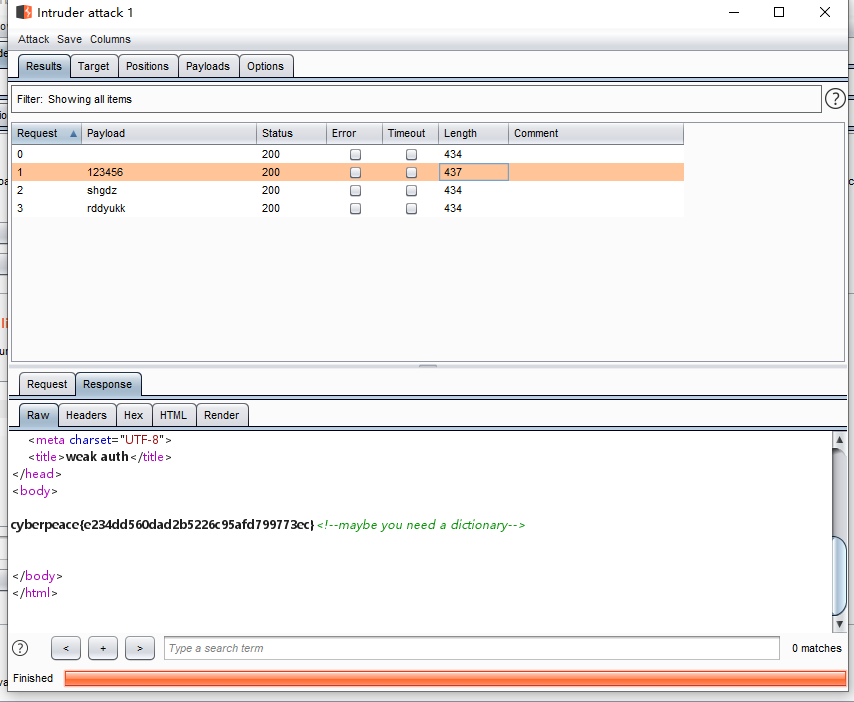 Intruder attack 1
Attack Save Columns
Results Target Positions Payloads Options
Filter: Showing all items
?
Request Payload Status Error Timeout Length Comment
0 200 434
1 123456 200 437
2 shgdz 200 434
3 rddyukk 200 434
Request Response
Raw Headers Hex HTML Render
<meta charset="UTF-8">
<title>weak auth</title>
</head>
<body>
cyberpeace{e234dd560dad2b5226c95afd799773ec} <!--maybe you need a dictionary-->
</body>
</html>
? < + > Type a search term 0 matches
Finished